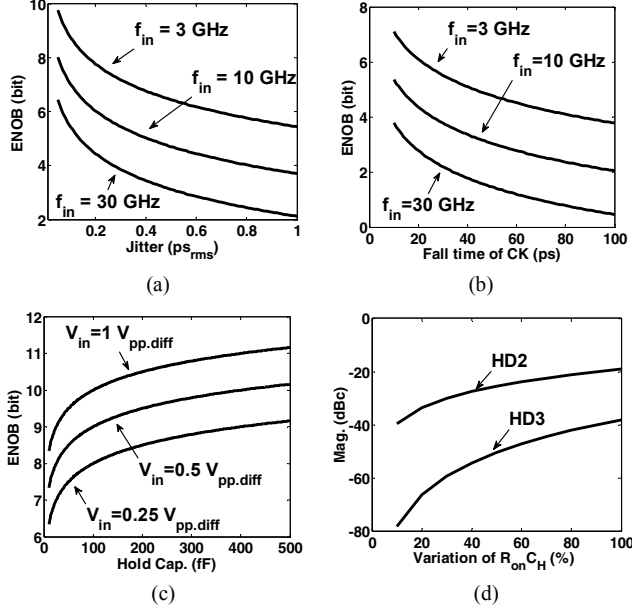 10
8
6
4
2
ENOB (bit)
f_in = 3 GHz
f_in = 10 GHz
f_in = 30 GHz
0.2 0.4 0.6 0.8 1
Jitter (ps_rms)
(a)
10
8
6
4
2
0
ENOB (bit)
f_in=3 GHz
f_in=10 GHz
f_in=30 GHz
0 20 40 60 80 100
Fall time of CK (ps)
(b)
12
11
10
9
8
7
6
ENOB (bit)
V_in=1 V_pp.diff
V_in=0.5 V_pp.diff
V_in=0.25 V_pp.diff
0 100 200 300 400 500
Hold Cap. (fF)
(c)
0
-20
-40
-60
-80
Mag. (dBc)
HD2
HD3
0 20 40 60 80 100
Variation of R_onC_H (%)
(d)